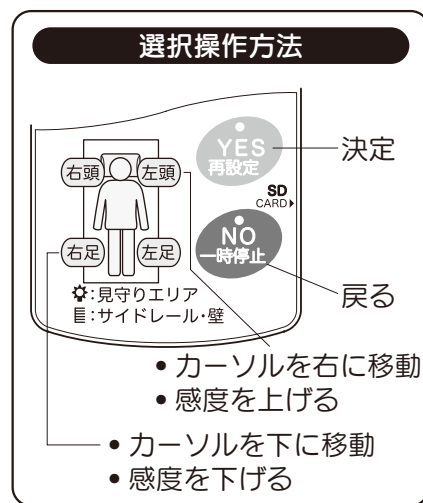 選択操作方法
YES
再設定
決定
右頭
左頭
SD
CARD▶
NO
一時停止
右足
左足
戻る
:見守りエリア
:サイドレール・壁
• カーソルを右に移動
• 感度を上げる
• カーソルを下に移動
• 感度を下げる